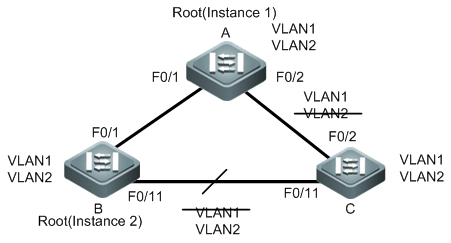 Root(Instance 1)
A
VLAN1
VLAN2
F0/1
F0/2
VLAN1
VLAN2
F0/1
F0/2
VLAN1
VLAN2
VLAN1
VLAN2
F0/11
F0/11
B
C
Root(Instance 2)
VLAN1
VLAN2